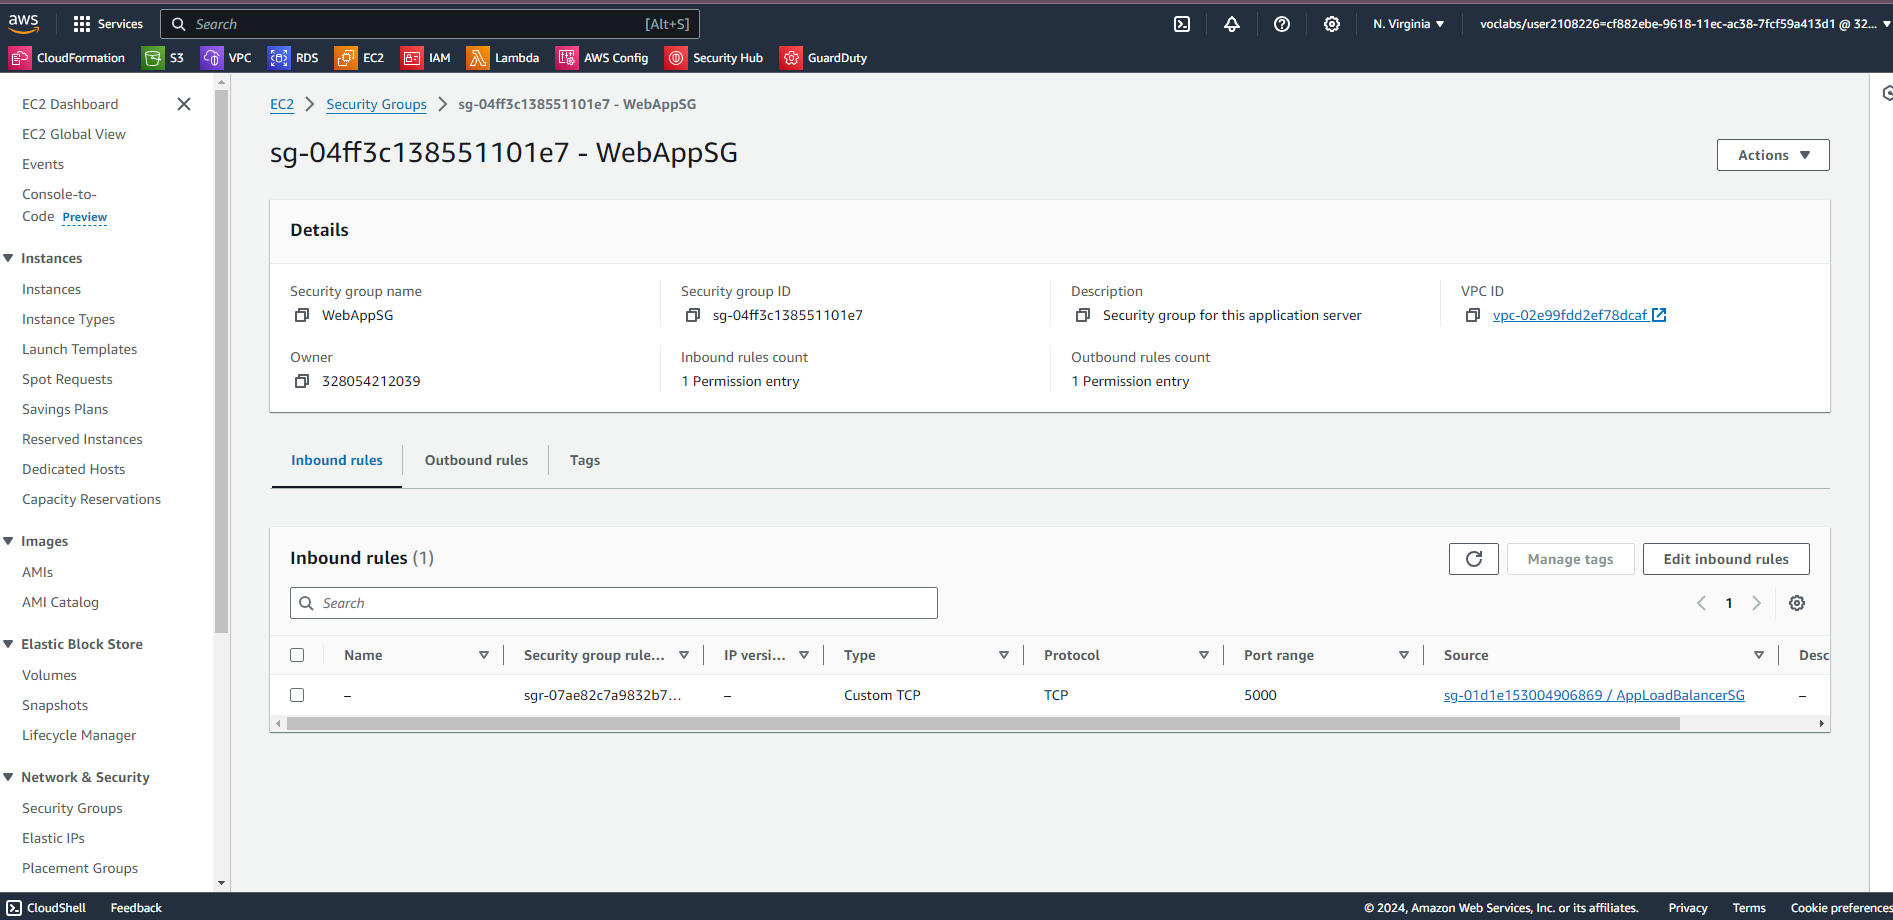 aws Services Search [Alt+S] N. Virginia voclabs/user2108226=cf882ebe-9618-11ec-ac38-7fcf59a413d1 @ 32...
CloudFormation S3 VPC RDS EC2 IAM Lambda AWS Config Security Hub GuardDuty
EC2 Dashboard
EC2 Global View
Events
Console-to-
Code Preview
Instances
Instances
Instance Types
Launch Templates
Spot Requests
Savings Plans
Reserved Instances
Dedicated Hosts
Capacity Reservations
Images
AMIs
AMI Catalog
Elastic Block Store
Volumes
Snapshots
Lifecycle Manager
Network & Security
Security Groups
Elastic IPs
Placement Groups
EC2 Security Groups sg-04ff3c138551101e7 - WebAppSG
sg-04ff3c138551101e7 - WebAppSG
Actions
Details
Security group name
WebAppSG
Security group ID
sg-04ff3c138551101e7
Description
Security group for this application server
VPC ID
vpc-02e99fdd2ef78dcaf
Owner
328054212039
Inbound rules count
1 Permission entry
Outbound rules count
1 Permission entry
Inbound rules Outbound rules Tags
Inbound rules (1)
Manage tags Edit inbound rules
Search
1
Name Security group rule... IP versi... Type Protocol Port range Source Desc
– sgr-07ae82c7a9832b7... – Custom TCP TCP 5000 sg-01d1e153004906869 / AppLoadBalancerSG –
CloudShell Feedback © 2024, Amazon Web Services, Inc. or its affiliates. Privacy Terms Cookie preferences